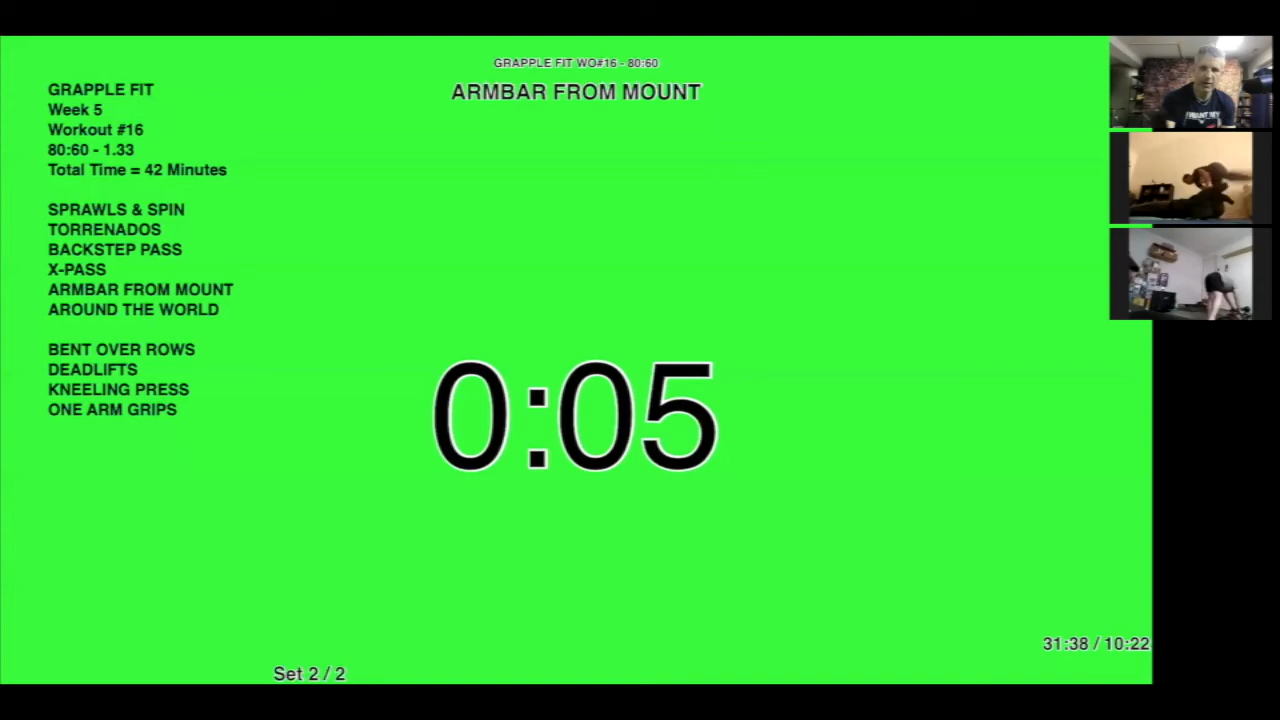 GRAPPLE FIT WO#16 - 80:60
ARMBAR FROM MOUNT
GRAPPLE FIT
Week 5
Workout #16
80:60 - 1.33
Total Time = 42 Minutes
SPRAWLS & SPIN
TORRENADOS
BACKSTEP PASS
X-PASS
ARMBAR FROM MOUNT
AROUND THE WORLD
BENT OVER ROWS
DEADLIFTS
KNEELING PRESS
ONE ARM GRIPS
0:05
31:38 / 10:22
Set 2 / 2